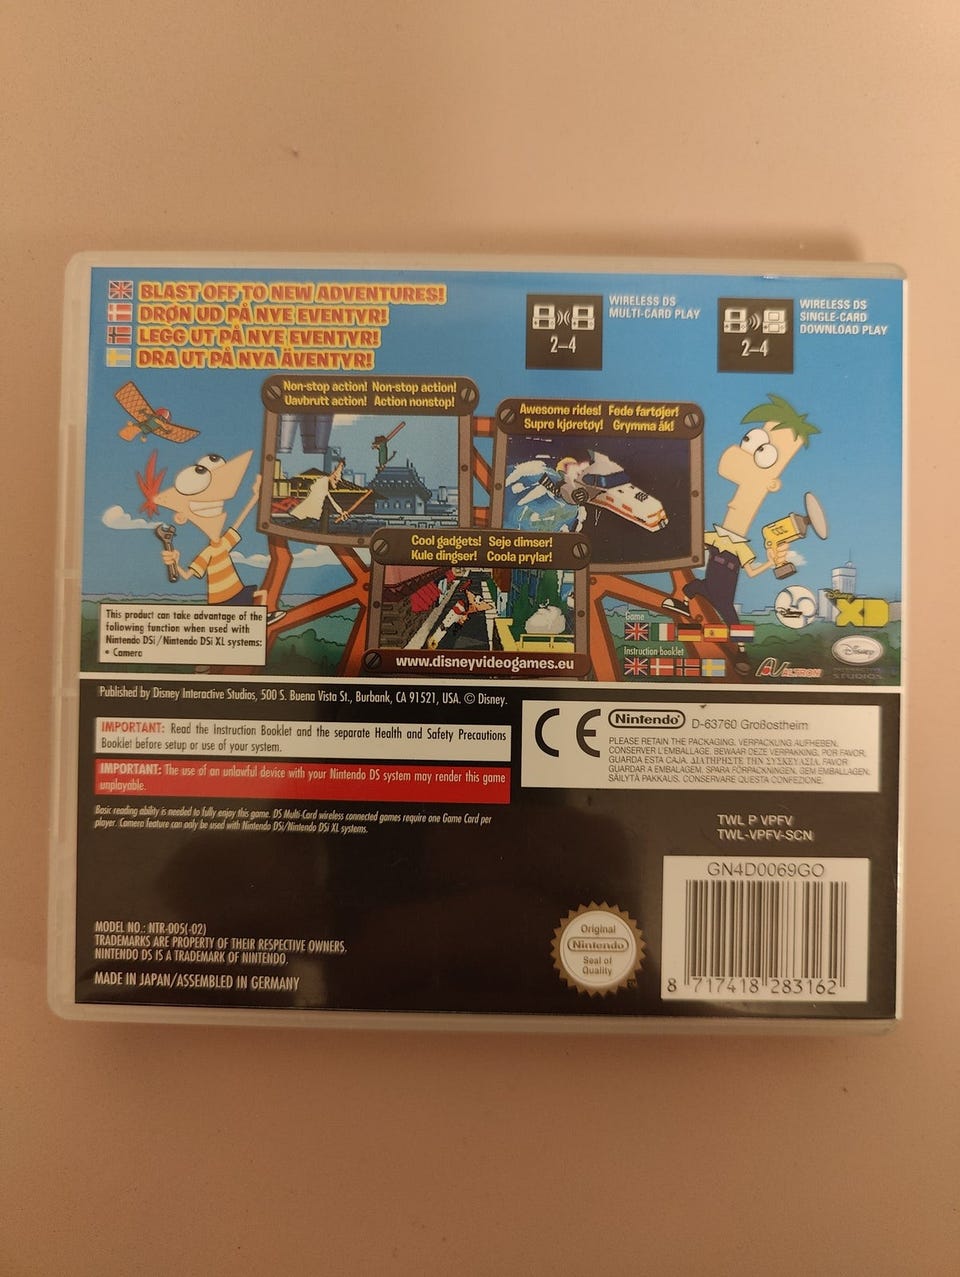 BLAST OFF TO NEW ADVENTURES!
DRØN UD PÅ NYE EVENTYR!
LEGG UT PÅ NYE EVENTYR!
DRA UT PÅ NYA ÄVENTYR!
2–4
WIRELESS DS
MULTI-CARD PLAY
2–4
WIRELESS DS
SINGLE-CARD
DOWNLOAD PLAY
Non-stop action! Non-stop action!
Uavbrutt action! Action nonstop!
Awesome rides! Fede fartøjer!
Supre kjøretøy! Grymma åk!
Cool gadgets! Seje dimser!
Kule dingser! Coola prylar!
www.disneyvideogames.eu
This product can take advantage of the
following function when used with
Nintendo DSi/Nintendo DSi XL systems:
• Camera
Game
Instruction booklet
ALTRON
Disney
XD
Disney
STUDIOS
Published by Disney Interactive Studios, 500 S. Buena Vista St., Burbank, CA 91521, USA. © Disney.
IMPORTANT: Read the Instruction Booklet and the separate Health and Safety Precautions
Booklet before setup or use of your system.
IMPORTANT: The use of an unlawful device with your Nintendo DS system may render this game
unplayable.
Basic reading ability is needed to fully enjoy this game. DS Multi-Card wireless connected games require one Game Card per
player. Camera feature can only be used with Nintendo DSi/Nintendo DSi XL systems.
CE
Nintendo
D-63760 Großostheim
PLEASE RETAIN THE PACKAGING. VERPACKUNG AUFHEBEN.
CONSERVER L'EMBALLAGE. BEWAAR DEZE VERPAKKING. POR FAVOR,
GUARDA ESTA CAJA. ΔΙΑΤΗΡΗΣΤΕ ΤΗΝ ΣΥΣΚΕΥΑΣΙΑ. FAVOR
GUARDAR A EMBALAGEM. SPARA FÖRPACKNINGEN. GEM EMBALLAGEN.
SÄILYTÄ PAKKAUS. CONSERVARE QUESTA CONFEZIONE.
TWL P VPFV
TWL-VPFV-SCN
GN4D0069GO
8 717418 283162
Original
Nintendo
Seal of
Quality
MODEL NO.: NTR-005(-02)
TRADEMARKS ARE PROPERTY OF THEIR RESPECTIVE OWNERS.
NINTENDO DS IS A TRADEMARK OF NINTENDO.
MADE IN JAPAN/ASSEMBLED IN GERMANY